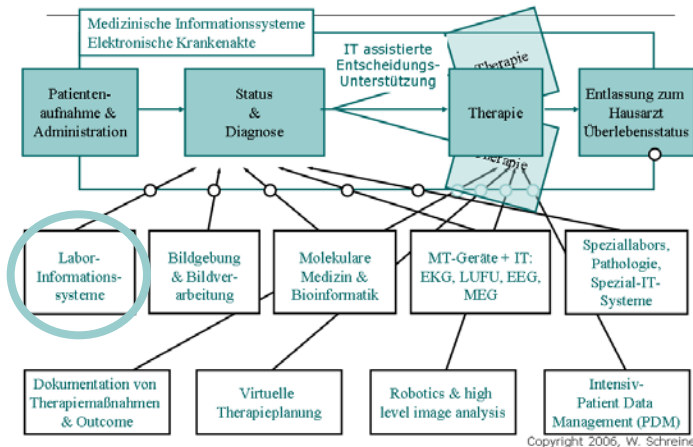 Medizinische Informationssysteme
Elektronische Krankenakte
IT assistierte
Entscheidungs-
Unterstützung
Therapie
Patienten-
aufnahme &
Administration
Status
&
Diagnose
Therapie
Entlassung zum
Hausarzt
Überlebensstatus
Therapie
Labor-
Informations-
systeme
Bildgebung
& Bildver-
arbeitung
Molekulare
Medizin &
Bioinformatik
MT-Geräte + IT:
EKG, LUFU, EEG,
MEG
Speziallabors,
Pathologie,
Spezial-IT-
Systeme
Dokumentation von
Therapiemaßnahmen
& Outcome
Virtuelle
Therapieplanung
Robotics & high
level image analysis
Intensiv-
Patient Data
Management (PDM)
Copyright 2006, W. Schreine